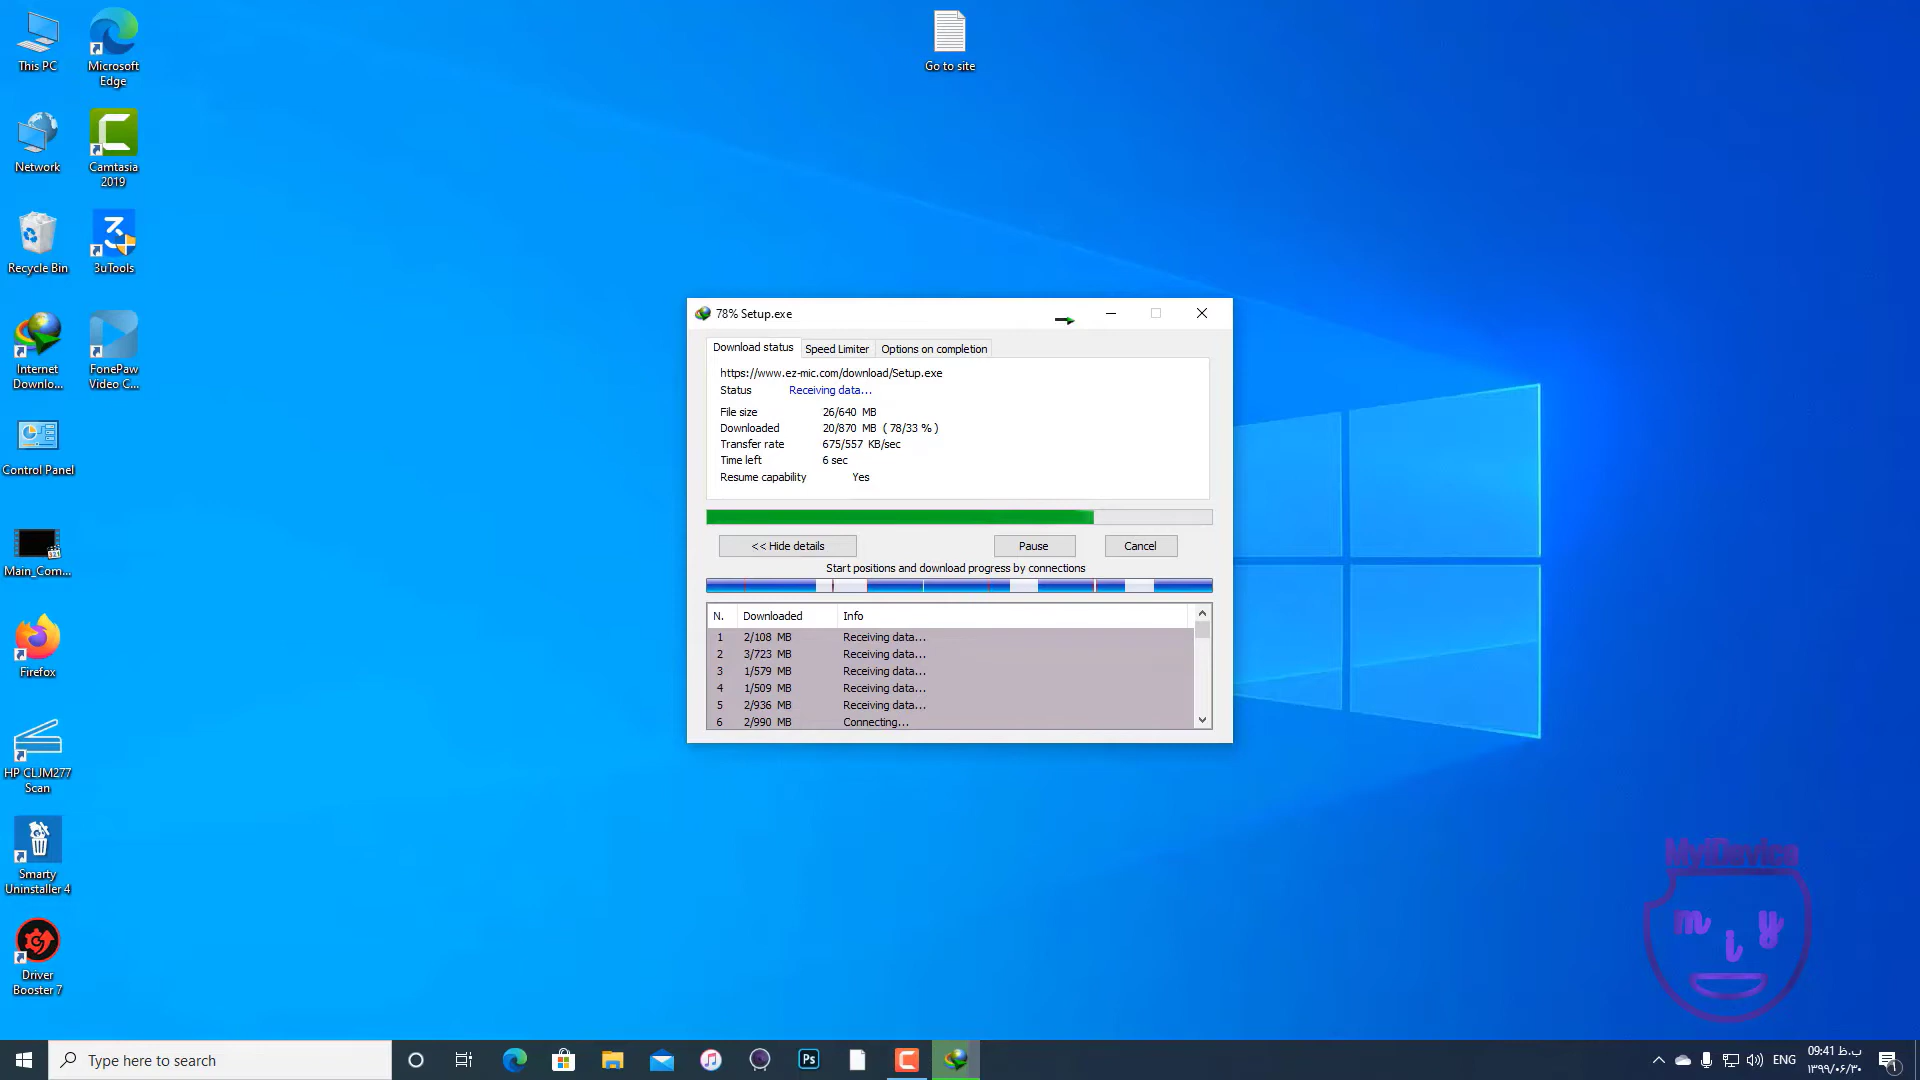 This PC
Microsoft
Edge
Go to site
Network
Camtasia
2019
Recycle Bin
3uTools
Internet
Downlo...
FonePaw
Video C...
Control Panel
Main_Com...
Firefox
HP CLJM277
Scan
Smarty
Uninstaller 4
Driver
Booster 7
78% Setup.exe
Download status
Speed Limiter
Options on completion
https://www.ez-mic.com/download/Setup.exe
Status Receiving data...
File size 26/640 MB
Downloaded 20/870 MB ( 78/33 % )
Transfer rate 675/557 KB/sec
Time left 6 sec
Resume capability Yes
<< Hide details
Pause
Cancel
Start positions and download progress by connections
N. Downloaded Info
1 2/108 MB Receiving data...
2 3/723 MB Receiving data...
3 1/579 MB Receiving data...
4 1/509 MB Receiving data...
5 2/936 MB Receiving data...
6 2/990 MB Connecting...
MyiDevice
m i y
Type here to search
Ps
ENG
09:41 ب.ظ
۱۳۹۹/۰۶/۳۰